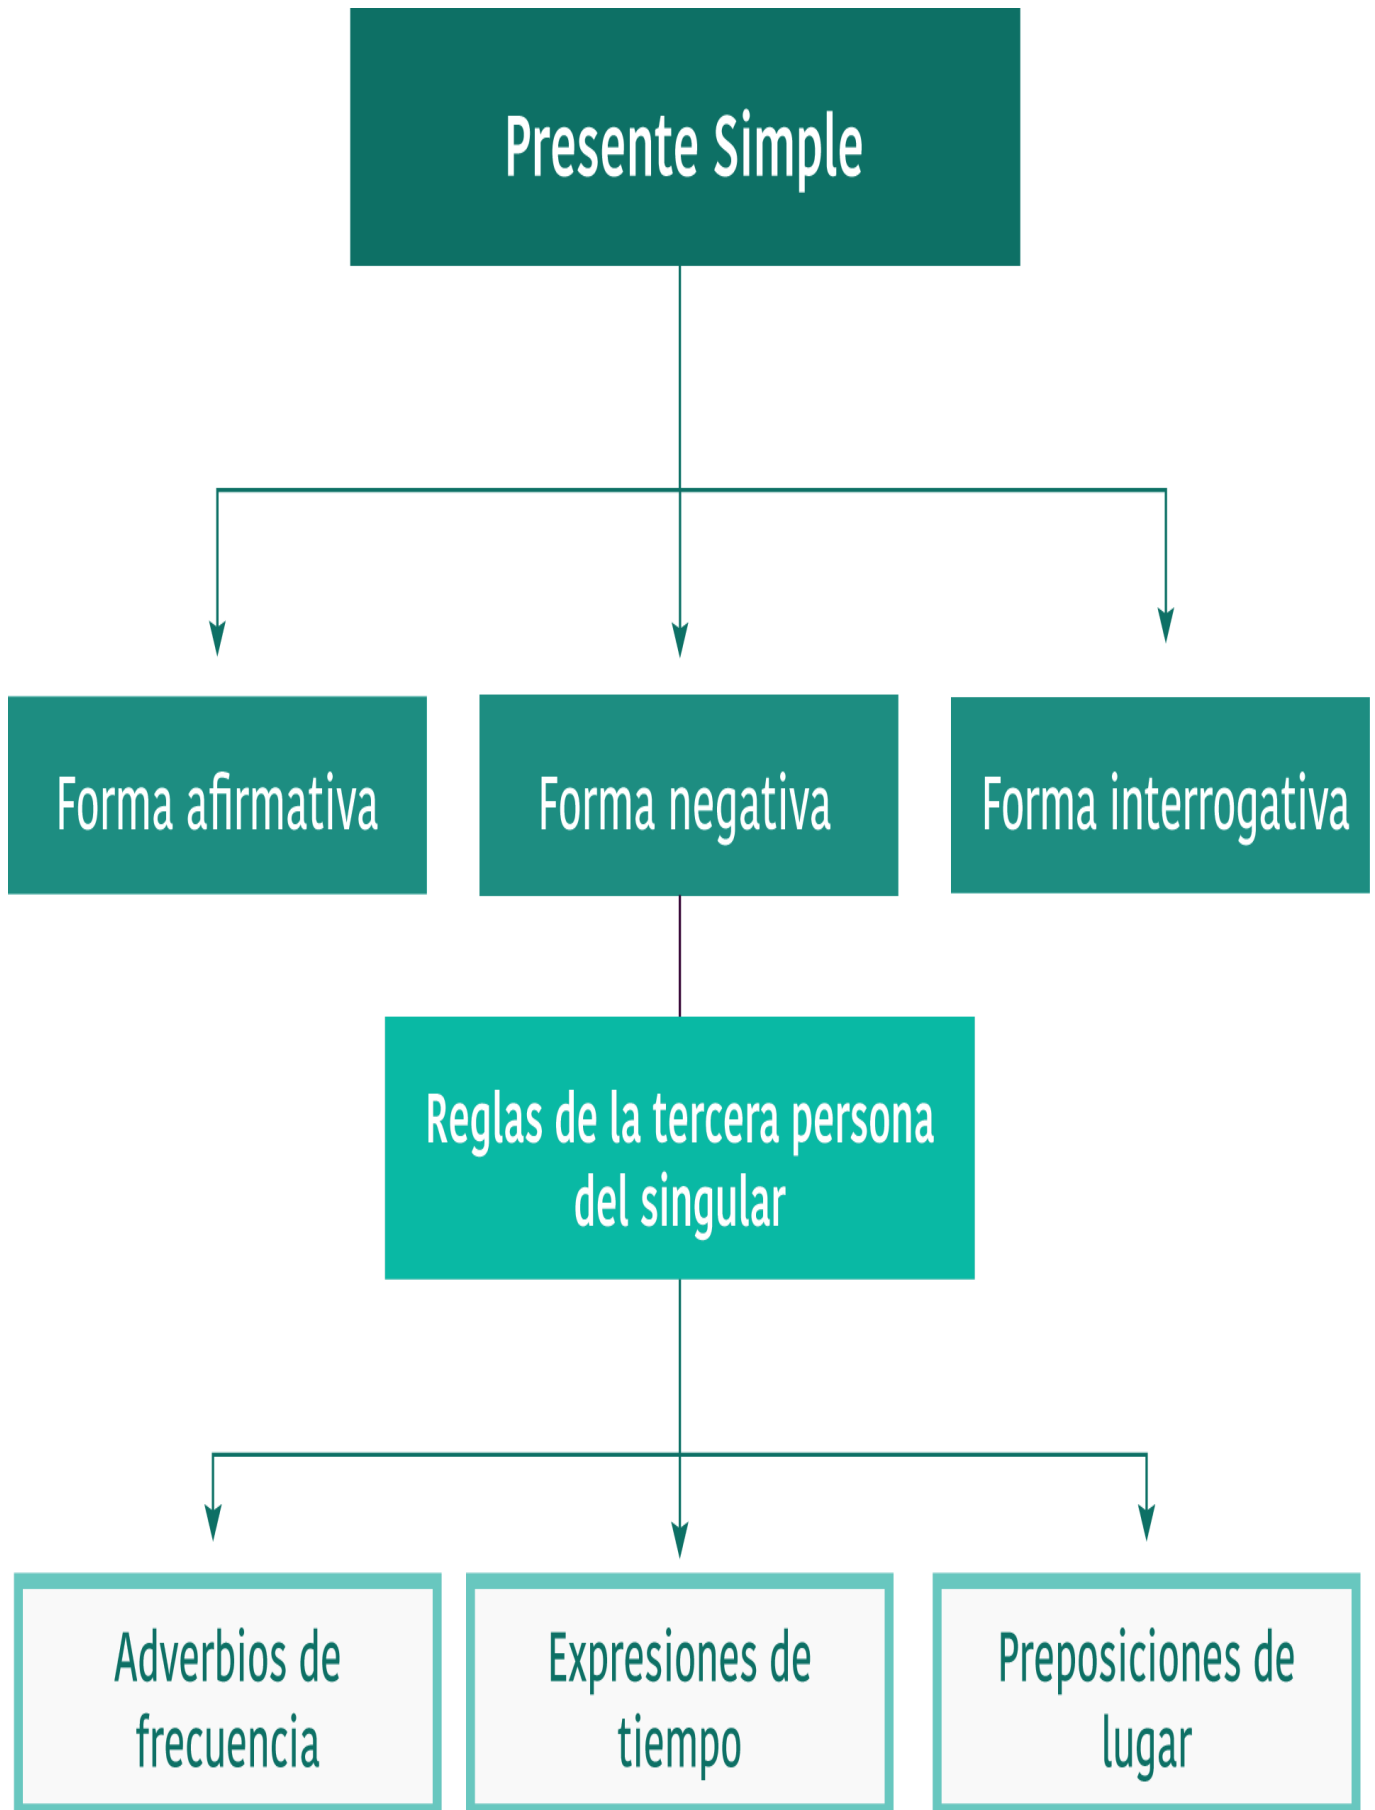 Presente Simple
Forma afirmativa
Forma negativa
Forma interrogativa
Reglas de la tercera persona
del singular
Adverbios de
frecuencia
Expresiones de
tiempo
Preposiciones de
lugar